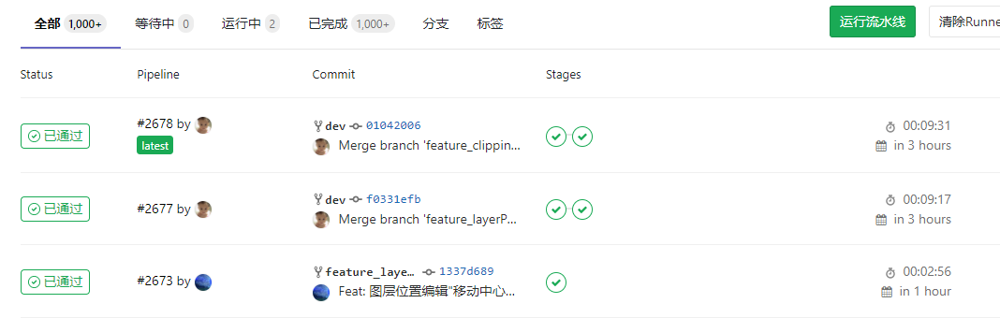 全部 1,000+ 等待中 0 运行中 2 已完成 1,000+ 分支 标签 运行流水线 清除Runne
Status Pipeline Commit Stages
已通过 #2678 by latest dev 01042006 00:09:31
Merge branch 'feature_clippin... in 3 hours
已通过 #2677 by dev f0331efb 00:09:17
Merge branch 'feature_layerP... in 3 hours
已通过 #2673 by feature_laye... 1337d689 00:02:56
Feat: 图层位置编辑"移动中心... in 1 hour